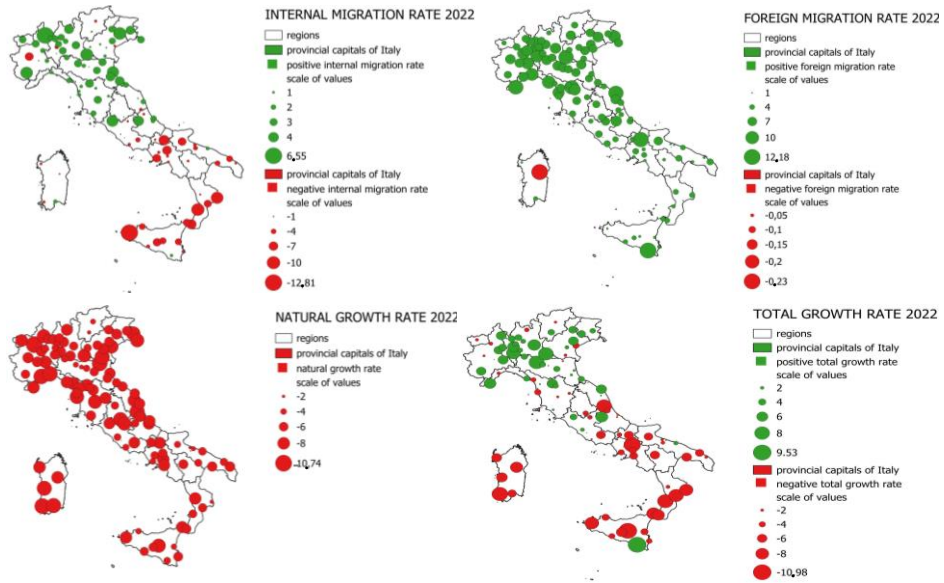 INTERNAL MIGRATION RATE 2022
regions
provincial capitals of Italy
positive internal migration rate
scale of values
1
2
3
4
6.55
provincial capitals of Italy
negative internal migration rate
scale of values
-1
-4
-7
-10
-12.81
FOREIGN MIGRATION RATE 2022
regions
provincial capitals of Italy
positive foreign migration rate
scale of values
1
4
7
10
12.18
provincial capitals of Italy
negative foreign migration rate
scale of values
-0,05
-0,1
-0,15
-0,2
-0,23
NATURAL GROWTH RATE 2022
regions
provincial capitals of Italy
natural growth rate
scale of values
-2
-4
-6
-8
-10.74
TOTAL GROWTH RATE 2022
regions
provincial capitals of Italy
positive total growth rate
scale of values
2
4
6
8
9.53
provincial capitals of Italy
negative total growth rate
scale of values
-2
-4
-6
-8
-10.98